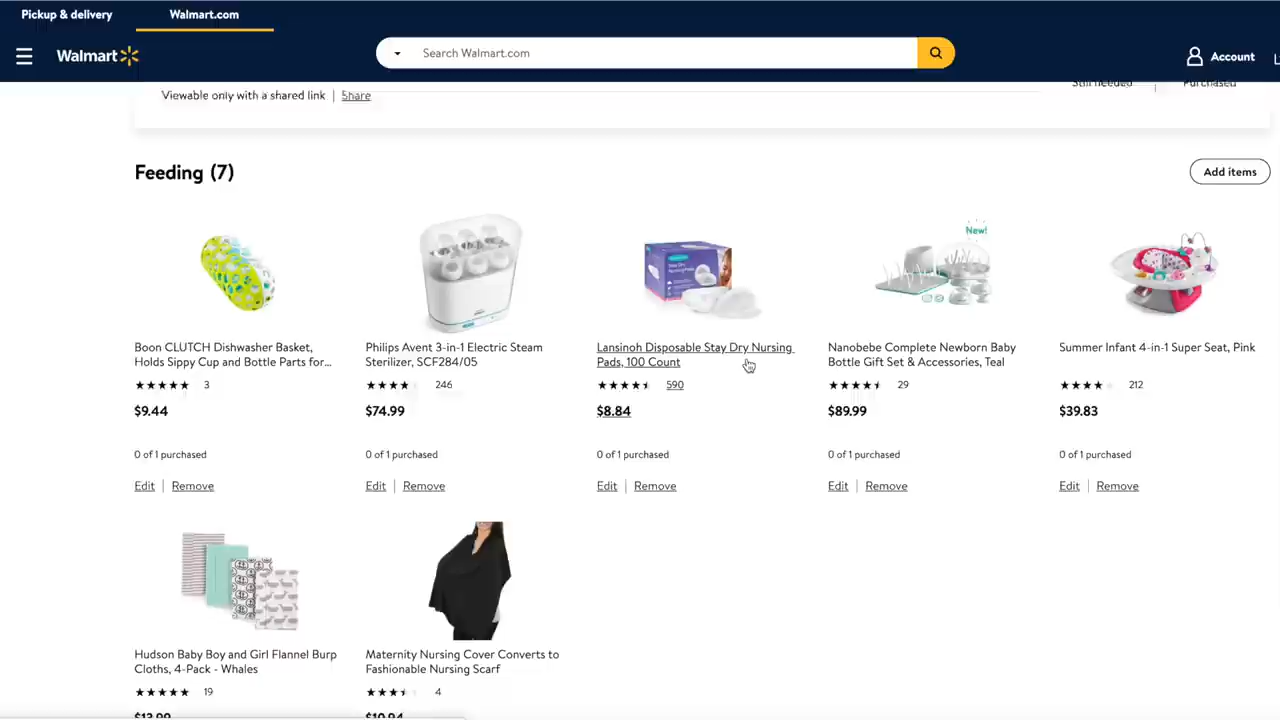 Pickup & delivery
Walmart.com
Walmart
Search Walmart.com
Account
Viewable only with a shared link | Share
Still needed
Purchased
Feeding (7)
Add items
New!
Boon CLUTCH Dishwasher Basket,
Holds Sippy Cup and Bottle Parts for...
3
$9.44
0 of 1 purchased
Edit | Remove
Philips Avent 3-in-1 Electric Steam
Sterilizer, SCF284/05
246
$74.99
0 of 1 purchased
Edit | Remove
Lansinoh Disposable Stay Dry Nursing
Pads, 100 Count
590
$8.84
0 of 1 purchased
Edit | Remove
Nanobebe Complete Newborn Baby
Bottle Gift Set & Accessories, Teal
29
$89.99
0 of 1 purchased
Edit | Remove
Summer Infant 4-in-1 Super Seat, Pink
212
$39.83
0 of 1 purchased
Edit | Remove
Hudson Baby Boy and Girl Flannel Burp
Cloths, 4-Pack - Whales
19
$13.99
Maternity Nursing Cover Converts to
Fashionable Nursing Scarf
4
$10.94